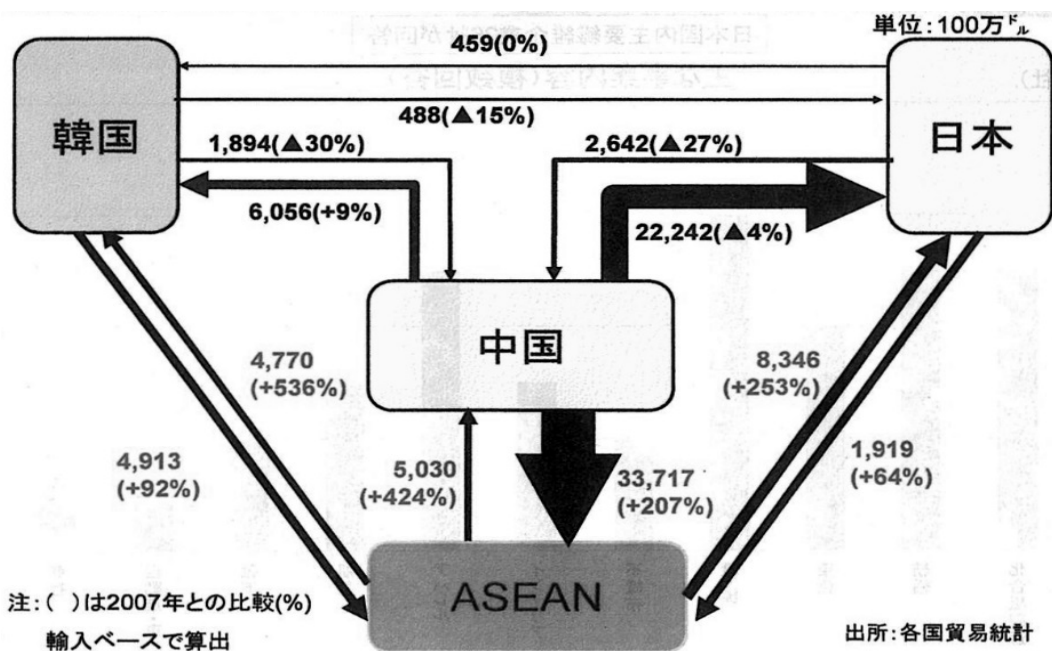 単位:100万㌦
459(0%)
488(▲15%)
韓国
日本
1,894(▲30%)
2,642(▲27%)
6,056(+9%)
22,242(▲4%)
中国
4,770
(+536%)
8,346
(+253%)
4,913
(+92%)
5,030
(+424%)
33,717
(+207%)
1,919
(+64%)
ASEAN
注:( )は2007年との比較(%)
輸入ベースで算出
出所:各国貿易統計